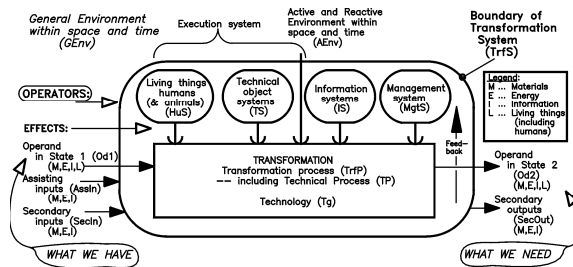 General Environment
within space and time
(GEnv)
Execution system
Active and Reactive
Environment within
space and time
(AEnv)
Boundary of
Transformation
System
(TrfS)
OPERATORS:
Living things
humans
(& animals)
(HuS)
Technical
object
systems
(TS)
Information
systems
(IS)
Management
system
(MgtS)
Legend:
M ... Materials
E ... Energy
I ... Information
L ... Living things
(including
humans)
EFFECTS:
Feed-
back
Operand
in State 1 (Od1)
(M,E,I,L)
Assisting
inputs (AssIn)
(M,E,I)
Secondary
inputs (SecIn)
(M,E,I)
TRANSFORMATION
Transformation process (TrfP)
-- including Technical Process (TP)
Technology (Tg)
Operand
in State 2
(Od2)
(M,E,I,L)
Secondary
outputs
(SecOut)
(M,E,I)
WHAT WE HAVE
WHAT WE NEED